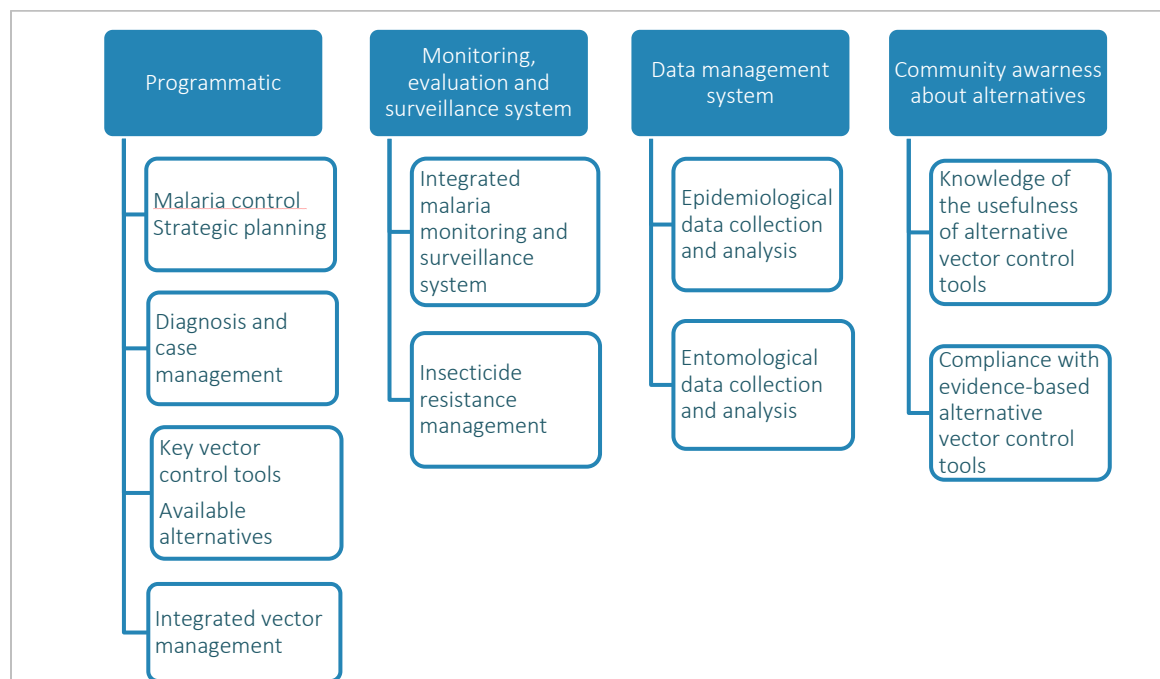 Programmatic
Malaria control
Strategic planning
Diagnosis and
case
management
Key vector
control tools
Available
alternatives
Integrated vector
management
Monitoring,
evaluation and
surveillance system
Integrated
malaria
monitoring and
surveillance
system
Insecticide
resistance
management
Data management
system
Epidemiological
data collection
and analysis
Entomological
data collection
and analysis
Community awarness
about alternatives
Knowledge of
the usefulness
of alternative
vector control
tools
Compliance with
evidence-based
alternative
vector control
tools